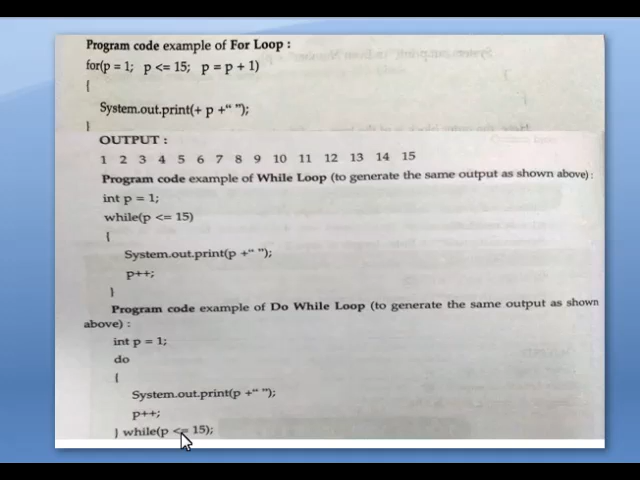 Program code example of For Loop :
for(p = 1; p <= 15; p = p + 1)
{
System.out.print(+ p +“ ”);
}
OUTPUT :
1 2 3 4 5 6 7 8 9 10 11 12 13 14 15
Program code example of While Loop (to generate the same output as shown above) :
int p = 1;
while(p <= 15)
{
System.out.print(p +“ ”);
p++;
}
Program code example of Do While Loop (to generate the same output as shown
above) :
int p = 1;
do
{
System.out.print(p +“ ”);
p++;
} while(p <= 15);